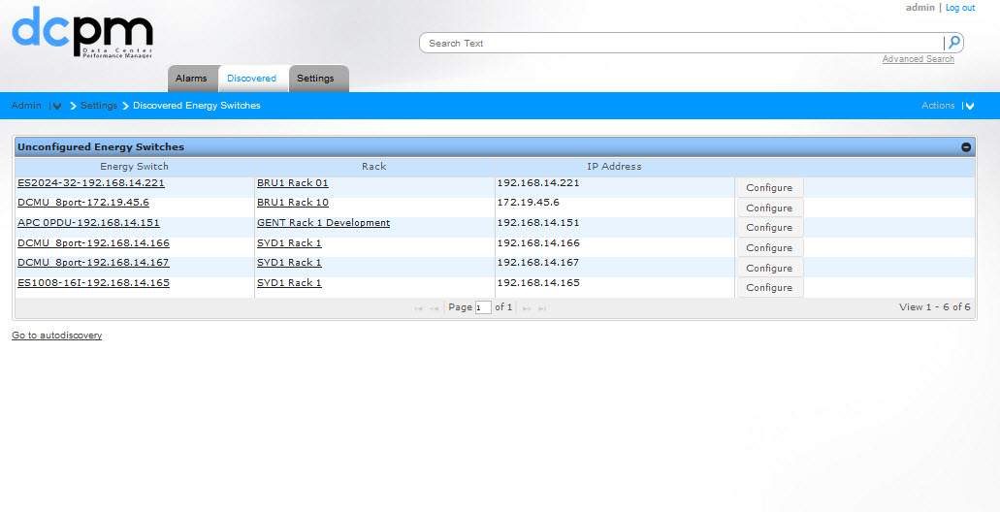 admin | Log out
dcpm
Data Center
Performance Manager
Search Text
Advanced Search
Alarms Discovered Settings
Admin Settings Discovered Energy Switches Actions
Unconfigured Energy Switches
Energy Switch Rack IP Address
ES2024-32-192.168.14.221 BRU1 Rack 01 192.168.14.221 Configure
DCMU_8port-172.19.45.6 BRU1 Rack 10 172.19.45.6 Configure
APC 0PDU-192.168.14.151 GENT Rack 1 Development 192.168.14.151 Configure
DCMU_8port-192.168.14.166 SYD1 Rack 1 192.168.14.166 Configure
DCMU_8port-192.168.14.167 SYD1 Rack 1 192.168.14.167 Configure
ES1008-16I-192.168.14.165 SYD1 Rack 1 192.168.14.165 Configure
Page 1 of 1 View 1 - 6 of 6
Go to autodiscovery